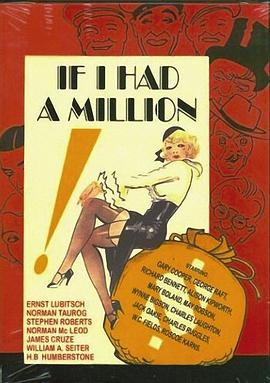 IF I HAD
A MILLION
!
ERNST LUBITSCH
NORMAN TAUROG
STEPHEN ROBERTS
NORMAN Mc LEOD
JAMES CRUZE
WILLIAM A. SEITER
H.B. HUMBERSTONE
STARRING
GARY COOPER, GEORGE RAFT,
RICHARD BENNETT, ALISON SKIPWORTH,
MARY BOLAND, MAY ROBSON,
WYNNE GIBSON, CHARLES LAUGHTON,
JACK OAKIE, CHARLES RUGGLES,
W.C. FIELDS, ROSCOE KARNS.